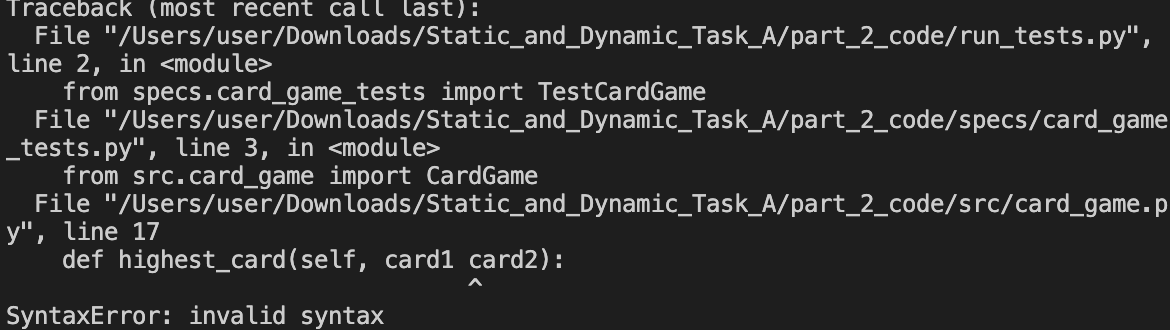 Traceback (most recent call last):
  File "/Users/user/Downloads/Static_and_Dynamic_Task_A/part_2_code/run_tests.py",
line 2, in <module>
    from specs.card_game_tests import TestCardGame
  File "/Users/user/Downloads/Static_and_Dynamic_Task_A/part_2_code/specs/card_game
_tests.py", line 3, in <module>
    from src.card_game import CardGame
  File "/Users/user/Downloads/Static_and_Dynamic_Task_A/part_2_code/src/card_game.p
y", line 17
    def highest_card(self, card1 card2):
                                 ^
SyntaxError: invalid syntax